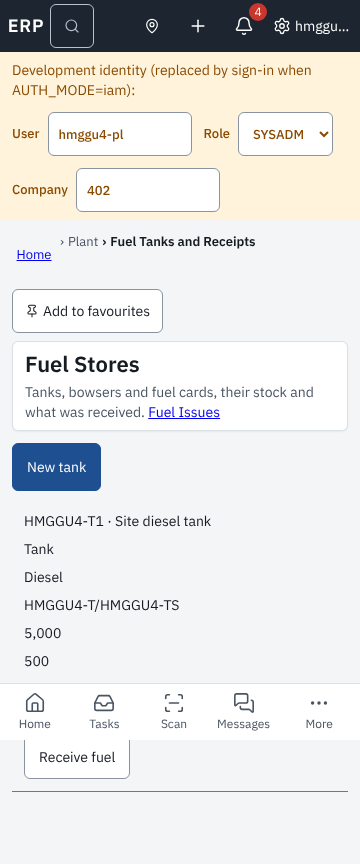 ERP
4
hmggu...
Development identity (replaced by sign-in when
AUTH_MODE=iam):
User hmggu4-pl Role SYSADM
Company 402
Home › Plant › Fuel Tanks and Receipts
Add to favourites
Fuel Stores
Tanks, bowsers and fuel cards, their stock and
what was received. Fuel Issues
New tank
HMGGU4-T1 · Site diesel tank
Tank
Diesel
HMGGU4-T/HMGGU4-TS
5,000
500
Home Tasks Scan Messages More
Receive fuel